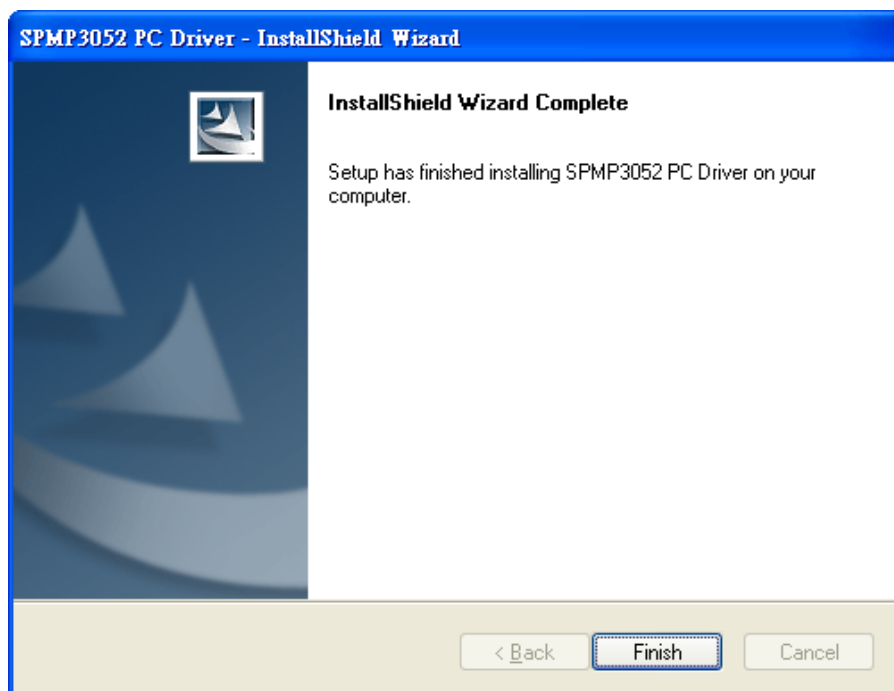 SPMP3052 PC Driver - InstallShield Wizard
InstallShield Wizard Complete
Setup has finished installing SPMP3052 PC Driver on your
computer.
< Back
Finish
Cancel